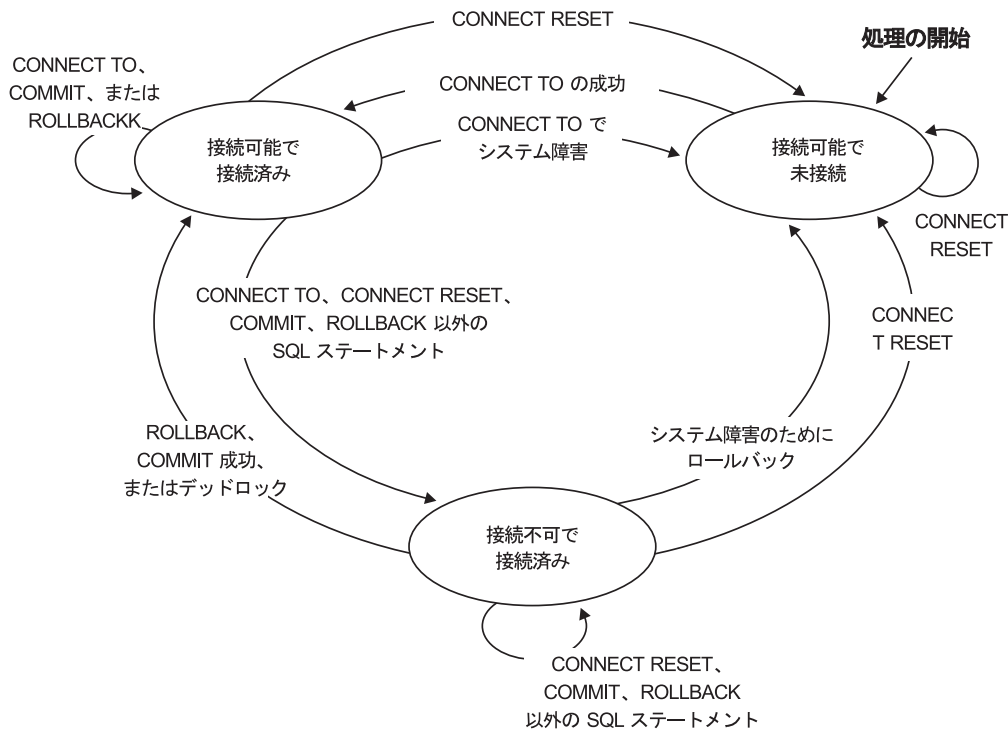 CONNECT RESET
処理の開始
CONNECT TO、
COMMIT、または
ROLLBACKK
CONNECT TO の成功
CONNECT TO で
システム障害
接続可能で
接続済み
接続可能で
未接続
CONNECT
RESET
CONNECT TO、CONNECT RESET、
COMMIT、ROLLBACK 以外の
SQL ステートメント
CONNEC
T RESET
ROLLBACK、
COMMIT 成功、
またはデッドロック
システム障害のために
ロールバック
接続不可で
接続済み
CONNECT RESET、
COMMIT、ROLLBACK
以外の SQL ステートメント